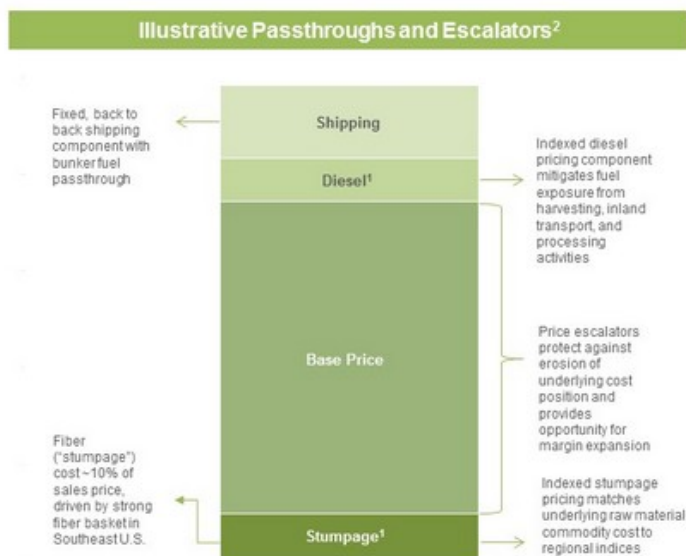 Illustrative Passthroughs and Escalators2
Fixed, back to
back shipping
component with
bunker fuel
passthrough
Shipping
Diesel1
Indexed diesel
pricing component
mitigates fuel
exposure from
harvesting, inland
transport, and
processing
activities
Base Price
Price escalators
protect against
erosion of
underlying cost
position and
provides
opportunity for
margin expansion
Fiber
("stumpage")
cost ~10% of
sales price,
driven by strong
fiber basket in
Southeast U.S.
Stumpage1
Indexed stumpage
pricing matches
underlying raw material
commodity cost to
regional indices